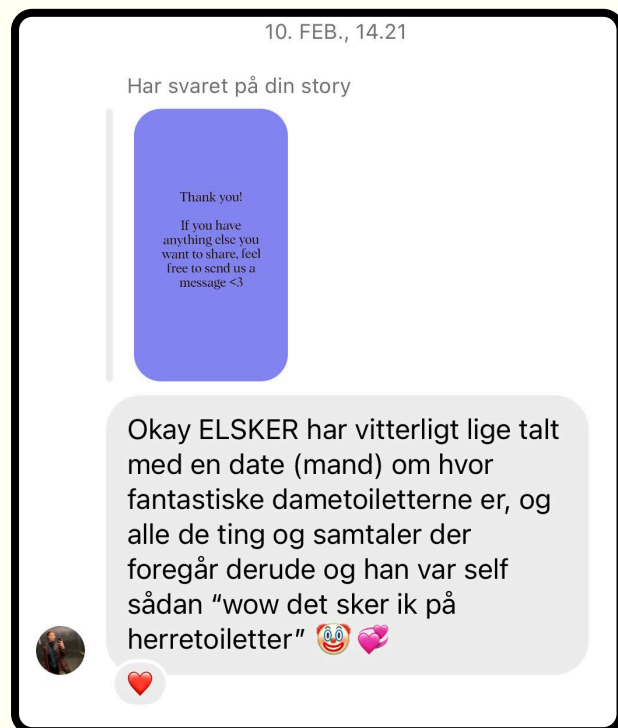 10. FEB., 14.21
Har svaret på din story
Thank you!
If you have
anything else you
want to share, feel
free to send us a
message <3
Okay ELSKER har vitterligt lige talt
med en date (mand) om hvor
fantastiske dametoiletterne er, og
alle de ting og samtaler der
foregår derude og han var self
sådan “wow det sker ik på
herretoiletter” 🤡 💞